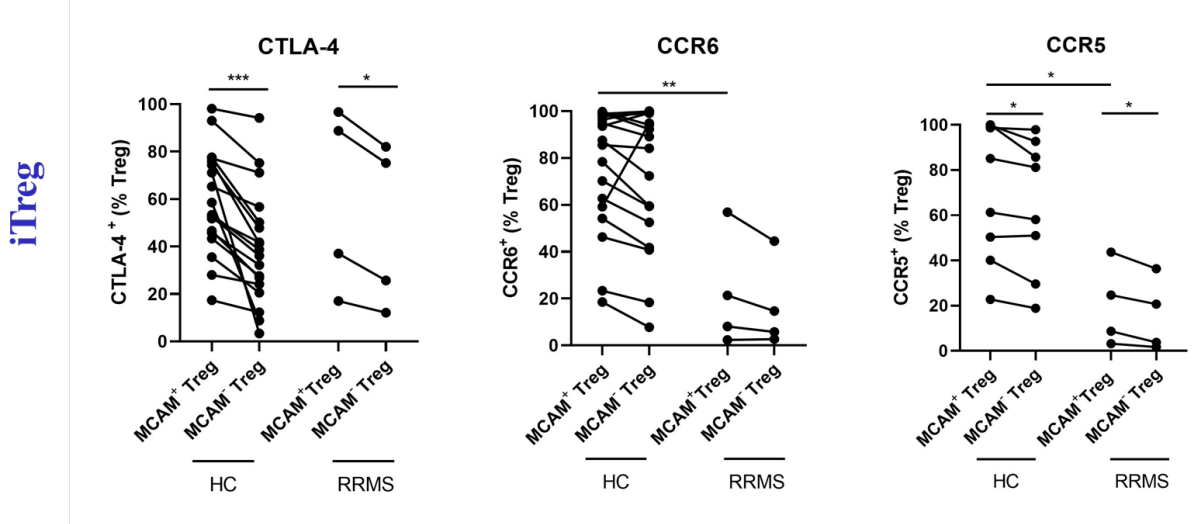 iTreg
CTLA-4
***
*
CTLA-4 + (% Treg)
100
80
60
40
20
0
MCAM+ Treg
MCAM- Treg
MCAM+ Treg
MCAM- Treg
HC
RRMS
CCR6
**
CCR6+ (% Treg)
100
80
60
40
20
0
MCAM+ Treg
MCAM- Treg
MCAM+ Treg
MCAM- Treg
HC
RRMS
CCR5
*
*
*
CCR5+ (% Treg)
100
80
60
40
20
0
MCAM+ Treg
MCAM- Treg
MCAM+ Treg
MCAM- Treg
HC
RRMS